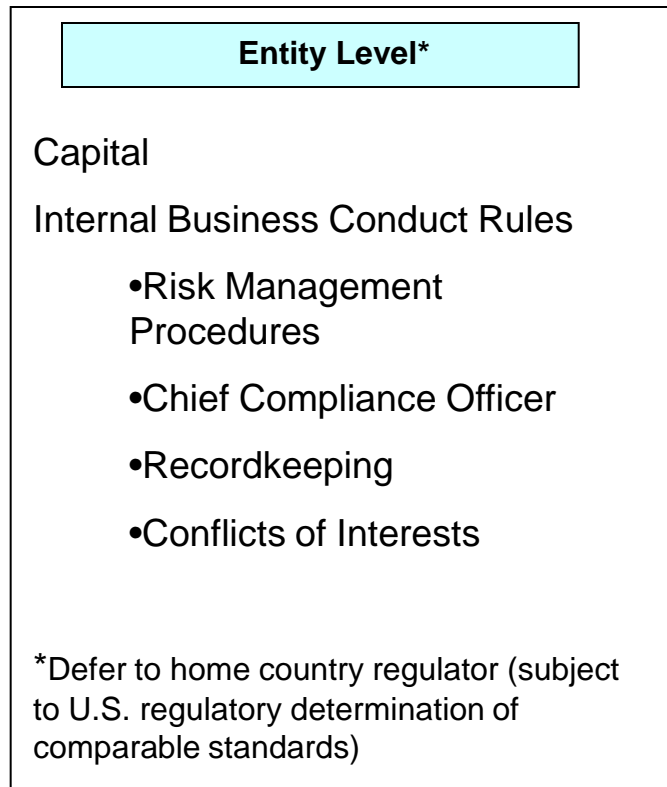 Entity Level*
Capital
Internal Business Conduct Rules
•Risk Management
Procedures
•Chief Compliance Officer
•Recordkeeping
•Conflicts of Interests
*Defer to home country regulator (subject
to U.S. regulatory determination of
comparable standards)